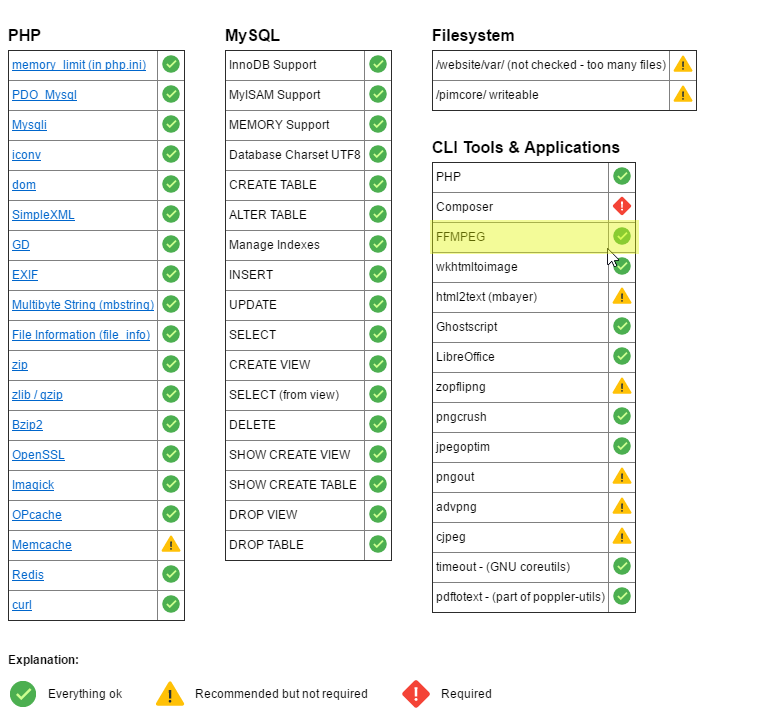 PHP
memory_limit (in php.ini)
PDO_Mysql
Mysqli
iconv
dom
SimpleXML
GD
EXIF
Multibyte String (mbstring)
File Information (file_info)
zip
zlib / gzip
Bzip2
OpenSSL
Imagick
OPcache
Memcache
Redis
curl
MySQL
InnoDB Support
MyISAM Support
MEMORY Support
Database Charset UTF8
CREATE TABLE
ALTER TABLE
Manage Indexes
INSERT
UPDATE
SELECT
CREATE VIEW
SELECT (from view)
DELETE
SHOW CREATE VIEW
SHOW CREATE TABLE
DROP VIEW
DROP TABLE
Filesystem
/website/var/ (not checked - too many files)
/pimcore/ writeable
CLI Tools & Applications
PHP
Composer
FFMPEG
wkhtmltoimage
html2text (mbayer)
Ghostscript
LibreOffice
zopflipng
pngcrush
jpegoptim
pngout
advpng
cjpeg
timeout - (GNU coreutils)
pdftotext - (part of poppler-utils)
Explanation:
Everything ok
Recommended but not required
Required